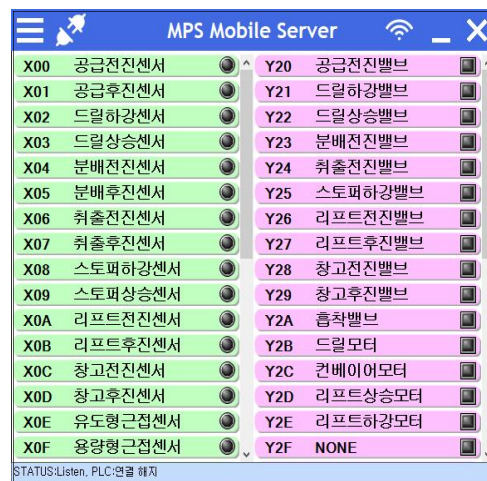 MPS Mobile Server
X00 공급전진센서 Y20 공급전진밸브
X01 공급후진센서 Y21 드릴하강밸브
X02 드릴하강센서 Y22 드릴상승밸브
X03 드릴상승센서 Y23 분배전진밸브
X04 분배전진센서 Y24 취출전진밸브
X05 분배후진센서 Y25 스토퍼하강밸브
X06 취출전진센서 Y26 리프트전진밸브
X07 취출후진센서 Y27 리프트후진밸브
X08 스토퍼하강센서 Y28 창고전진밸브
X09 스토퍼상승센서 Y29 창고후진밸브
X0A 리프트전진센서 Y2A 흡착밸브
X0B 리프트후진센서 Y2B 드릴모터
X0C 창고전진센서 Y2C 컨베이어모터
X0D 창고후진센서 Y2D 리프트상승모터
X0E 유도형근접센서 Y2E 리프트하강모터
X0F 용량형근접센서 Y2F NONE
STATUS:Listen, PLC:연결 해지